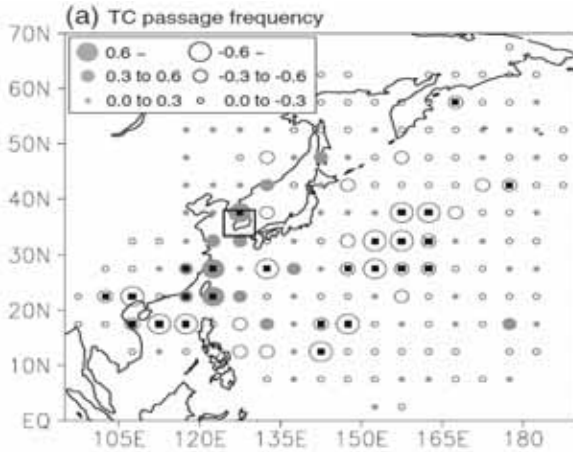 (a) TC passage frequency
70N
0.6 – -0.6 –
60N
0.3 to 0.6 -0.3 to -0.6
0.0 to 0.3 0.0 to -0.3
50N
40N
30N
20N
10N
EQ
105E 120E 135E 150E 165E 180